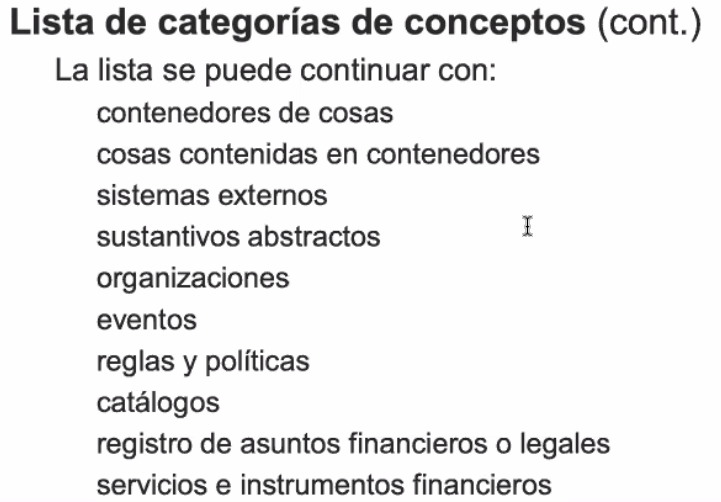 Lista de categorías de conceptos (cont.)
La lista se puede continuar con:
contenedores de cosas
cosas contenidas en contenedores
sistemas externos
sustantivos abstractos
organizaciones
eventos
reglas y políticas
catálogos
registro de asuntos financieros o legales
servicios e instrumentos financieros